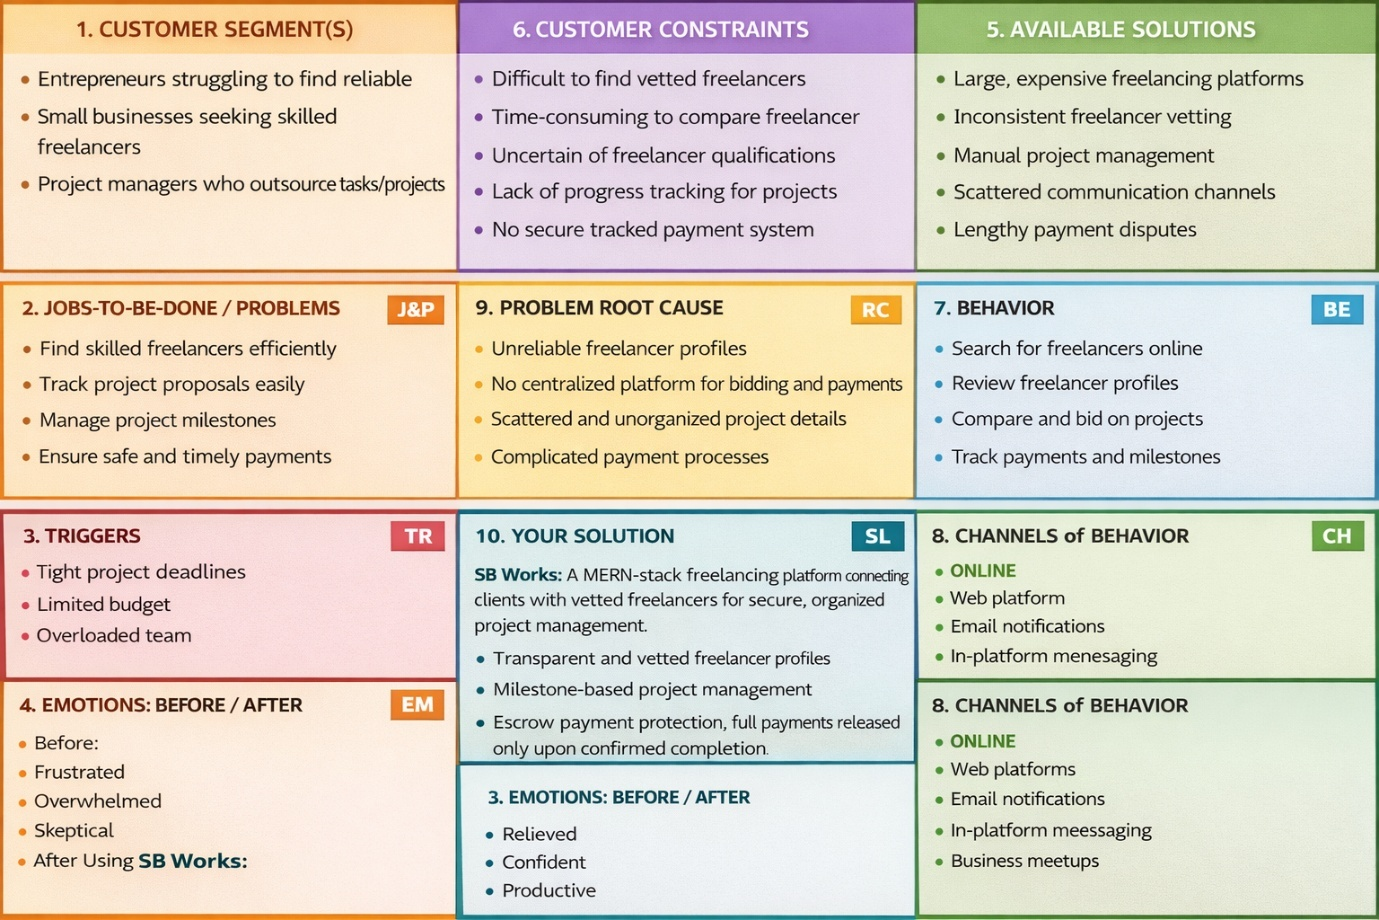 1. CUSTOMER SEGMENT(S)
• Entrepreneurs struggling to find reliable
• Small businesses seeking skilled
freelancers
• Project managers who outsource tasks/projects
6. CUSTOMER CONSTRAINTS
• Difficult to find vetted freelancers
• Time-consuming to compare freelancer
• Uncertain of freelancer qualifications
• Lack of progress tracking for projects
• No secure tracked payment system
5. AVAILABLE SOLUTIONS
• Large, expensive freelancing platforms
• Inconsistent freelancer vetting
• Manual project management
• Scattered communication channels
• Lengthy payment disputes
2. JOBS-TO-BE-DONE / PROBLEMS J&P
• Find skilled freelancers efficiently
• Track project proposals easily
• Manage project milestones
• Ensure safe and timely payments
9. PROBLEM ROOT CAUSE RC
• Unreliable freelancer profiles
• No centralized platform for bidding and payments
• Scattered and unorganized project details
• Complicated payment processes
7. BEHAVIOR BE
• Search for freelancers online
• Review freelancer profiles
• Compare and bid on projects
• Track payments and milestones
3. TRIGGERS TR
• Tight project deadlines
• Limited budget
• Overloaded team
4. EMOTIONS: BEFORE / AFTER EM
• Before:
• Frustrated
• Overwhelmed
• Skeptical
• After Using SB Works:
10. YOUR SOLUTION SL
SB Works: A MERN-stack freelancing platform connecting
clients with vetted freelancers for secure, organized
project management.
• Transparent and vetted freelancer profiles
• Milestone-based project management
• Escrow payment protection, full payments released
only upon confirmed completion.
3. EMOTIONS: BEFORE / AFTER
• Relieved
• Confident
• Productive
8. CHANNELS of BEHAVIOR CH
• ONLINE
• Web platform
• Email notifications
• In-platform menesaging
8. CHANNELS of BEHAVIOR
• ONLINE
• Web platforms
• Email notifications
• In-platform meessaging
• Business meetups